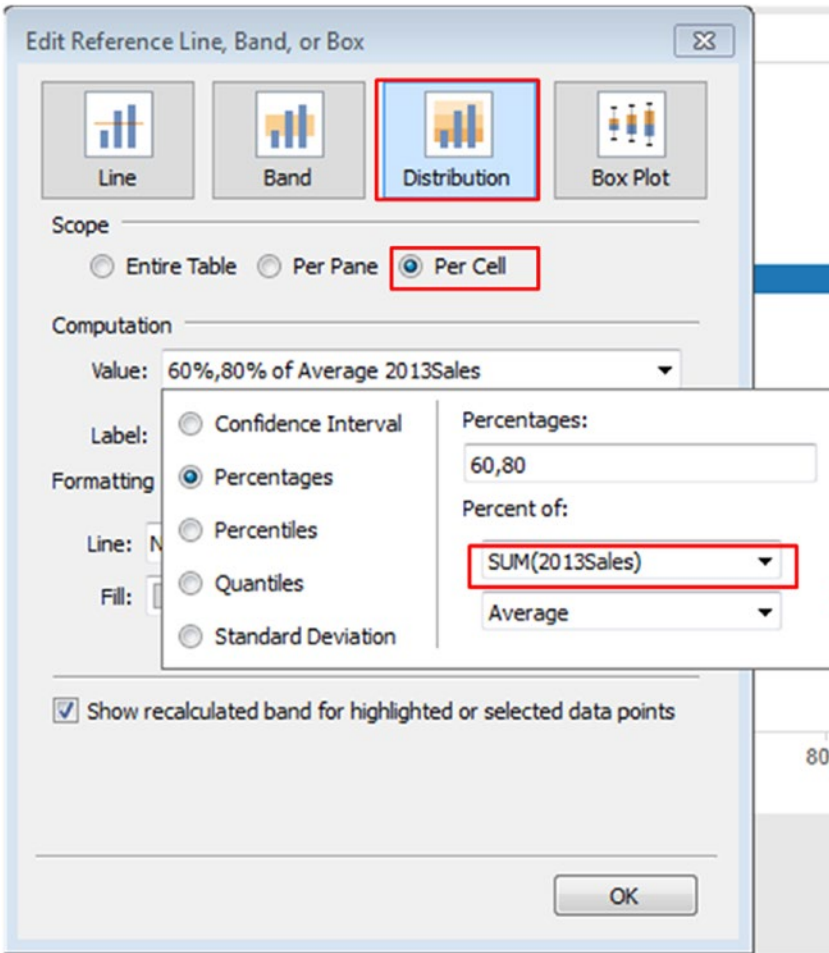 Edit Reference Line, Band, or Box
Line Band Distribution Box Plot
Scope
Entire Table Per Pane Per Cell
Computation
Value: 60%,80% of Average 2013Sales
Label:
Formatting
Line: N
Fill:
Confidence Interval
Percentages
Percentiles
Quantiles
Standard Deviation
Percentages:
60,80
Percent of:
SUM(2013Sales)
Average
Show recalculated band for highlighted or selected data points
80
OK